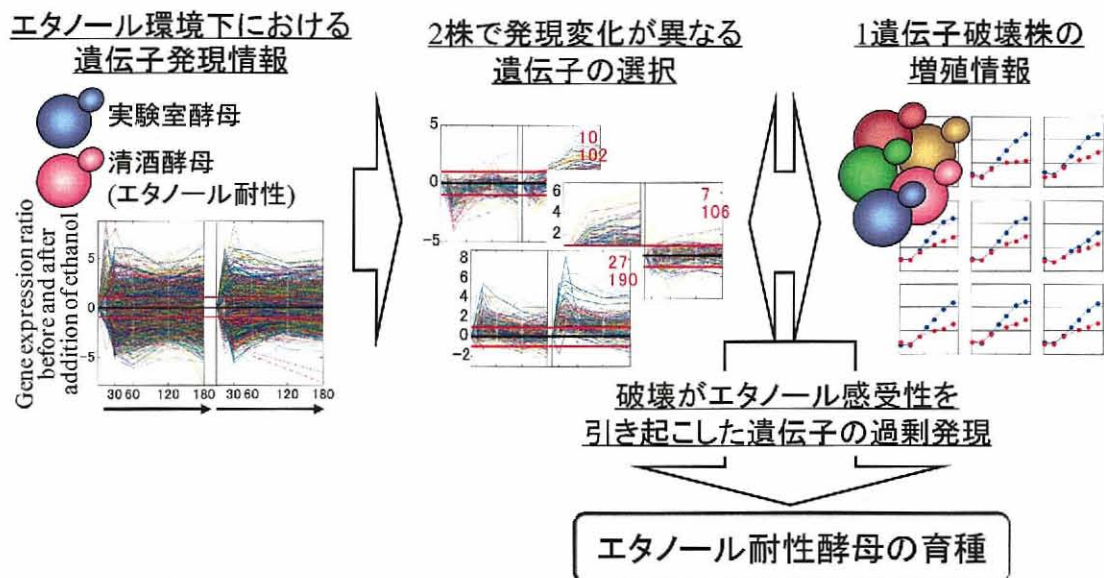 エタノール環境下における
遺伝子発現情報
実験室酵母
清酒酵母
(エタノール耐性)
Gene expression ratio
before and after
addition of ethanol
5
0
-5
30 60 120 180 30 60 120 180
2株で発現変化が異なる
遺伝子の選択
5
0
-5
10
102
6
4
2
7
106
8
6
4
2
0
-2
27
190
1遺伝子破壊株の
増殖情報
破壊がエタノール感受性を
引き起こした遺伝子の過剰発現
エタノール耐性酵母の育種